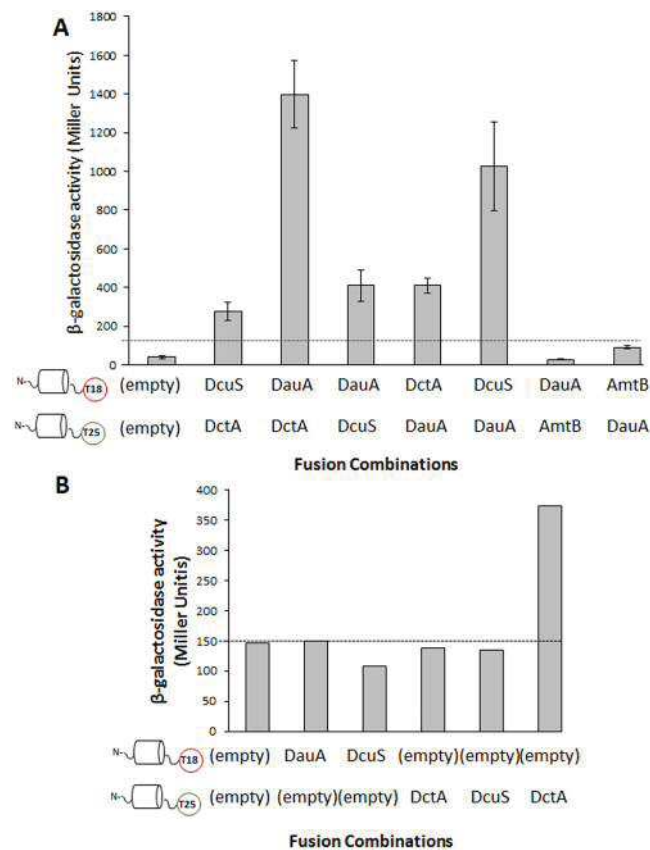 A
β-galactosidase activity (Miller Units)
1800
1600
1400
1200
1000
800
600
400
200
0
N- T18 (empty) DcuS DauA DauA DctA DcuS DauA AmtB
N- T25 (empty) DctA DctA DcuS DauA DauA AmtB DauA
Fusion Combinations
B
β-galactosidase activity
(Miller Unitis)
400
350
300
250
200
150
100
50
0
N- T18 (empty) DauA DcuS (empty) (empty) (empty)
N- T25 (empty) (empty) (empty) DctA DcuS DctA
Fusion Combinations